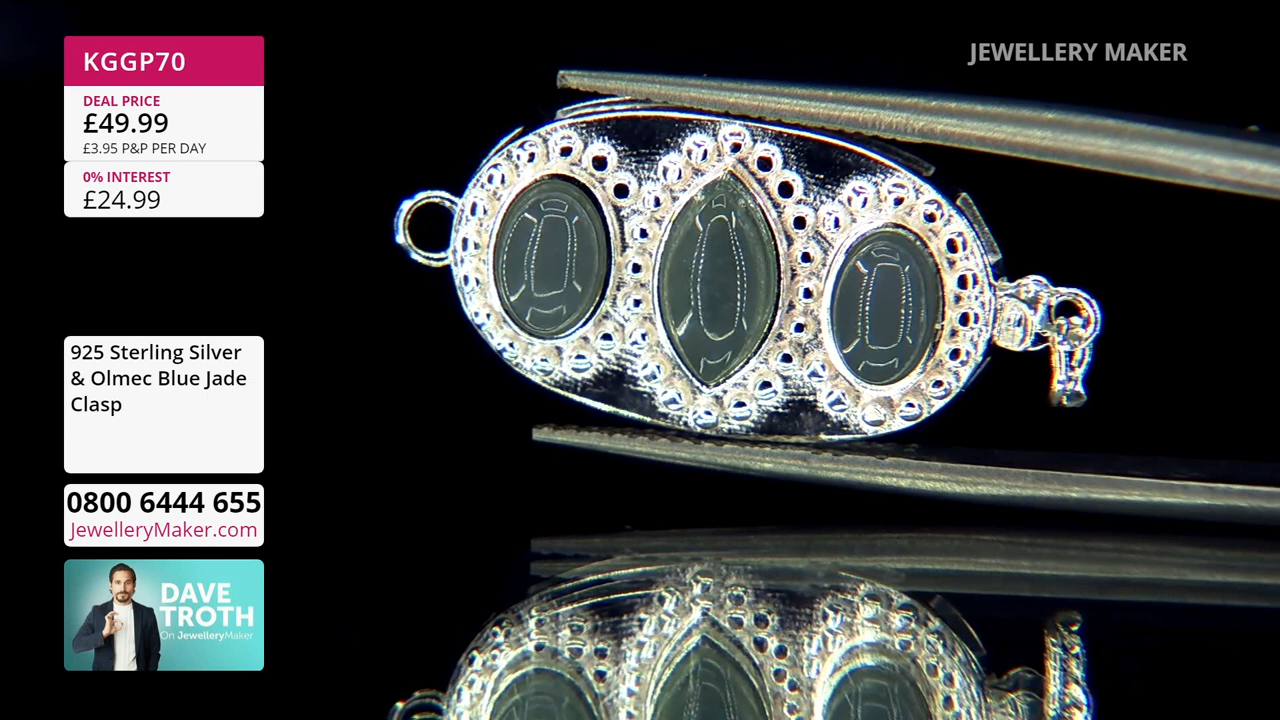 KGGP70
DEAL PRICE
£49.99
£3.95 P&P PER DAY
0% INTEREST
£24.99
925 Sterling Silver
& Olmec Blue Jade
Clasp
0800 6444 655
JewelleryMaker.com
DAVE
TROTH
On JewelleryMaker
JEWELLERY MAKER